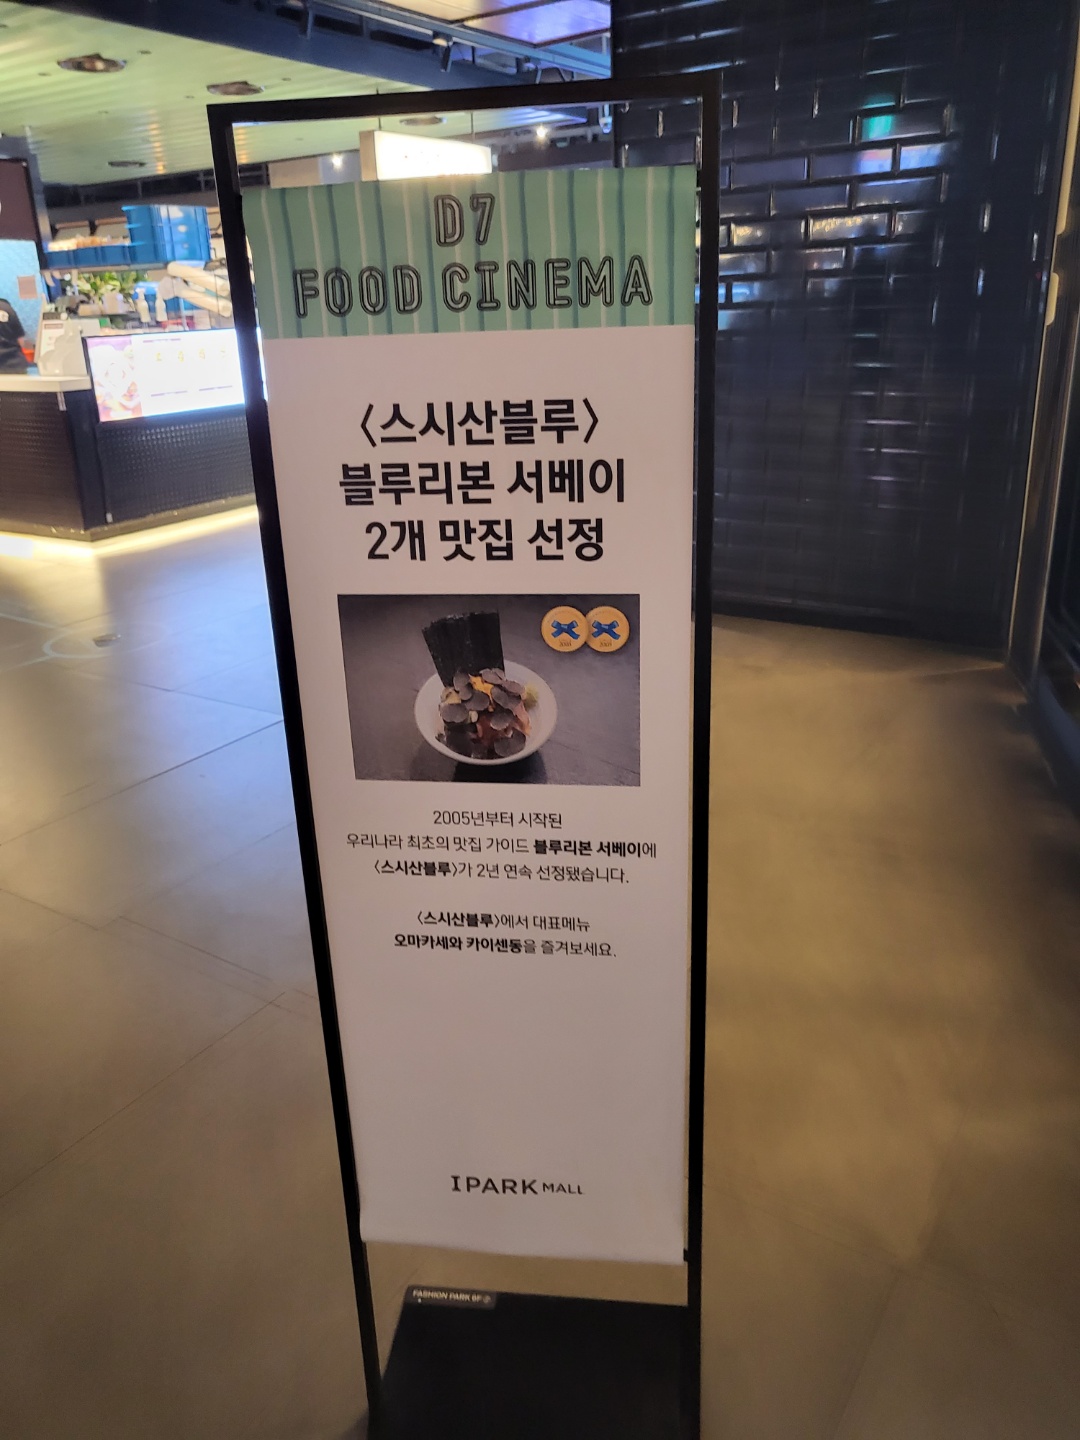 D7
FOOD CINEMA
〈스시산블루〉
블루리본 서베이
2개 맛집 선정
2005년부터 시작된
우리나라 최초의 맛집 가이드 블루리본 서베이에
〈스시산블루〉가 2년 연속 선정됐습니다.
〈스시산블루〉에서 대표메뉴
오마카세와 카이센동을 즐겨보세요.
IPARK MALL
FASHION PARK 6F